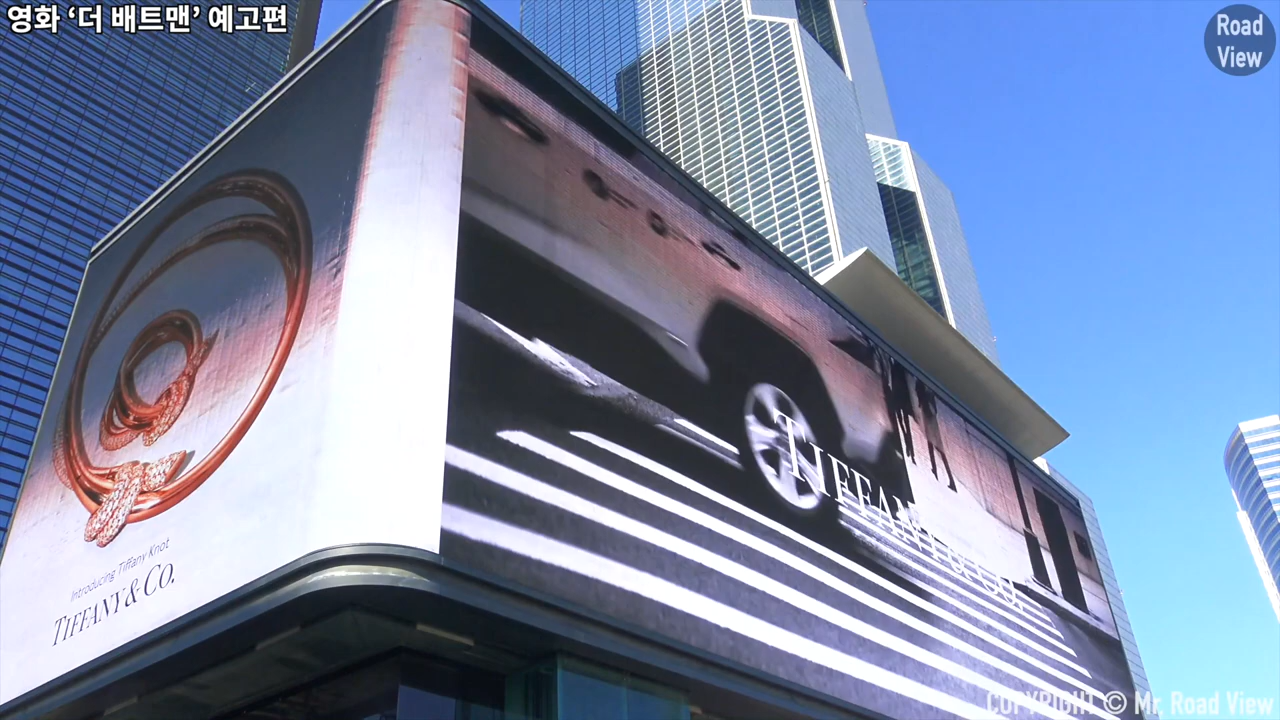 영화 ‘더 배트맨’ 예고편
Road
View
Introducing Tiffany Knot
TIFFANY & CO.
TIFFANY & CO.
COPYRIGHT © Mr. Road View